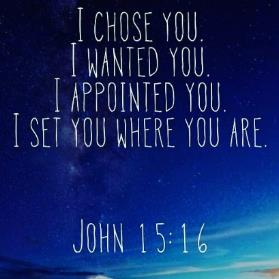 I CHOSE YOU.
I WANTED YOU.
I APPOINTED YOU.
I SET YOU WHERE YOU ARE.
JOHN 15:16